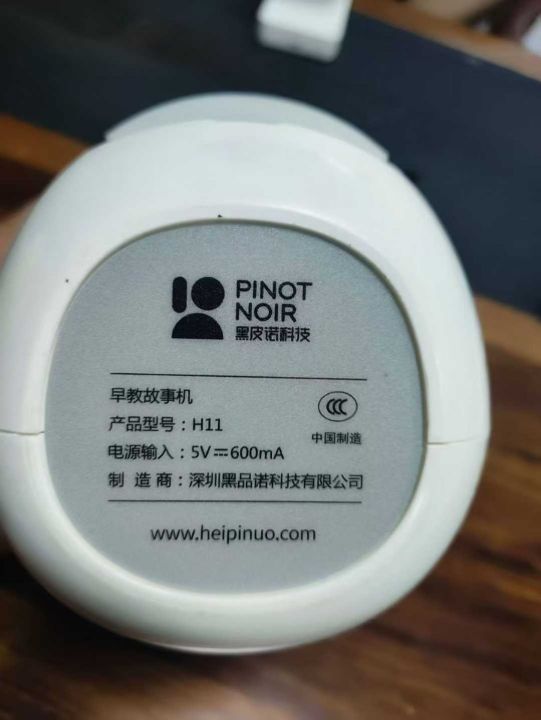 PINOT
NOIR
黑皮诺科技
早教故事机
产品型号：H11
电源输入：5V⎓600mA
制 造 商：深圳黑品诺科技有限公司
CCC
中国制造
www.heipinuo.com